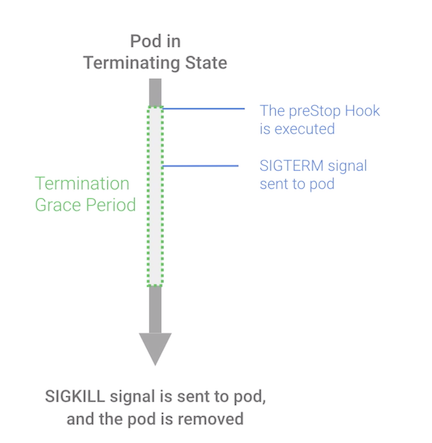 Pod in
Terminating State
The preStop Hook
is executed
SIGTERM signal
sent to pod
Termination
Grace Period
SIGKILL signal is sent to pod,
and the pod is removed